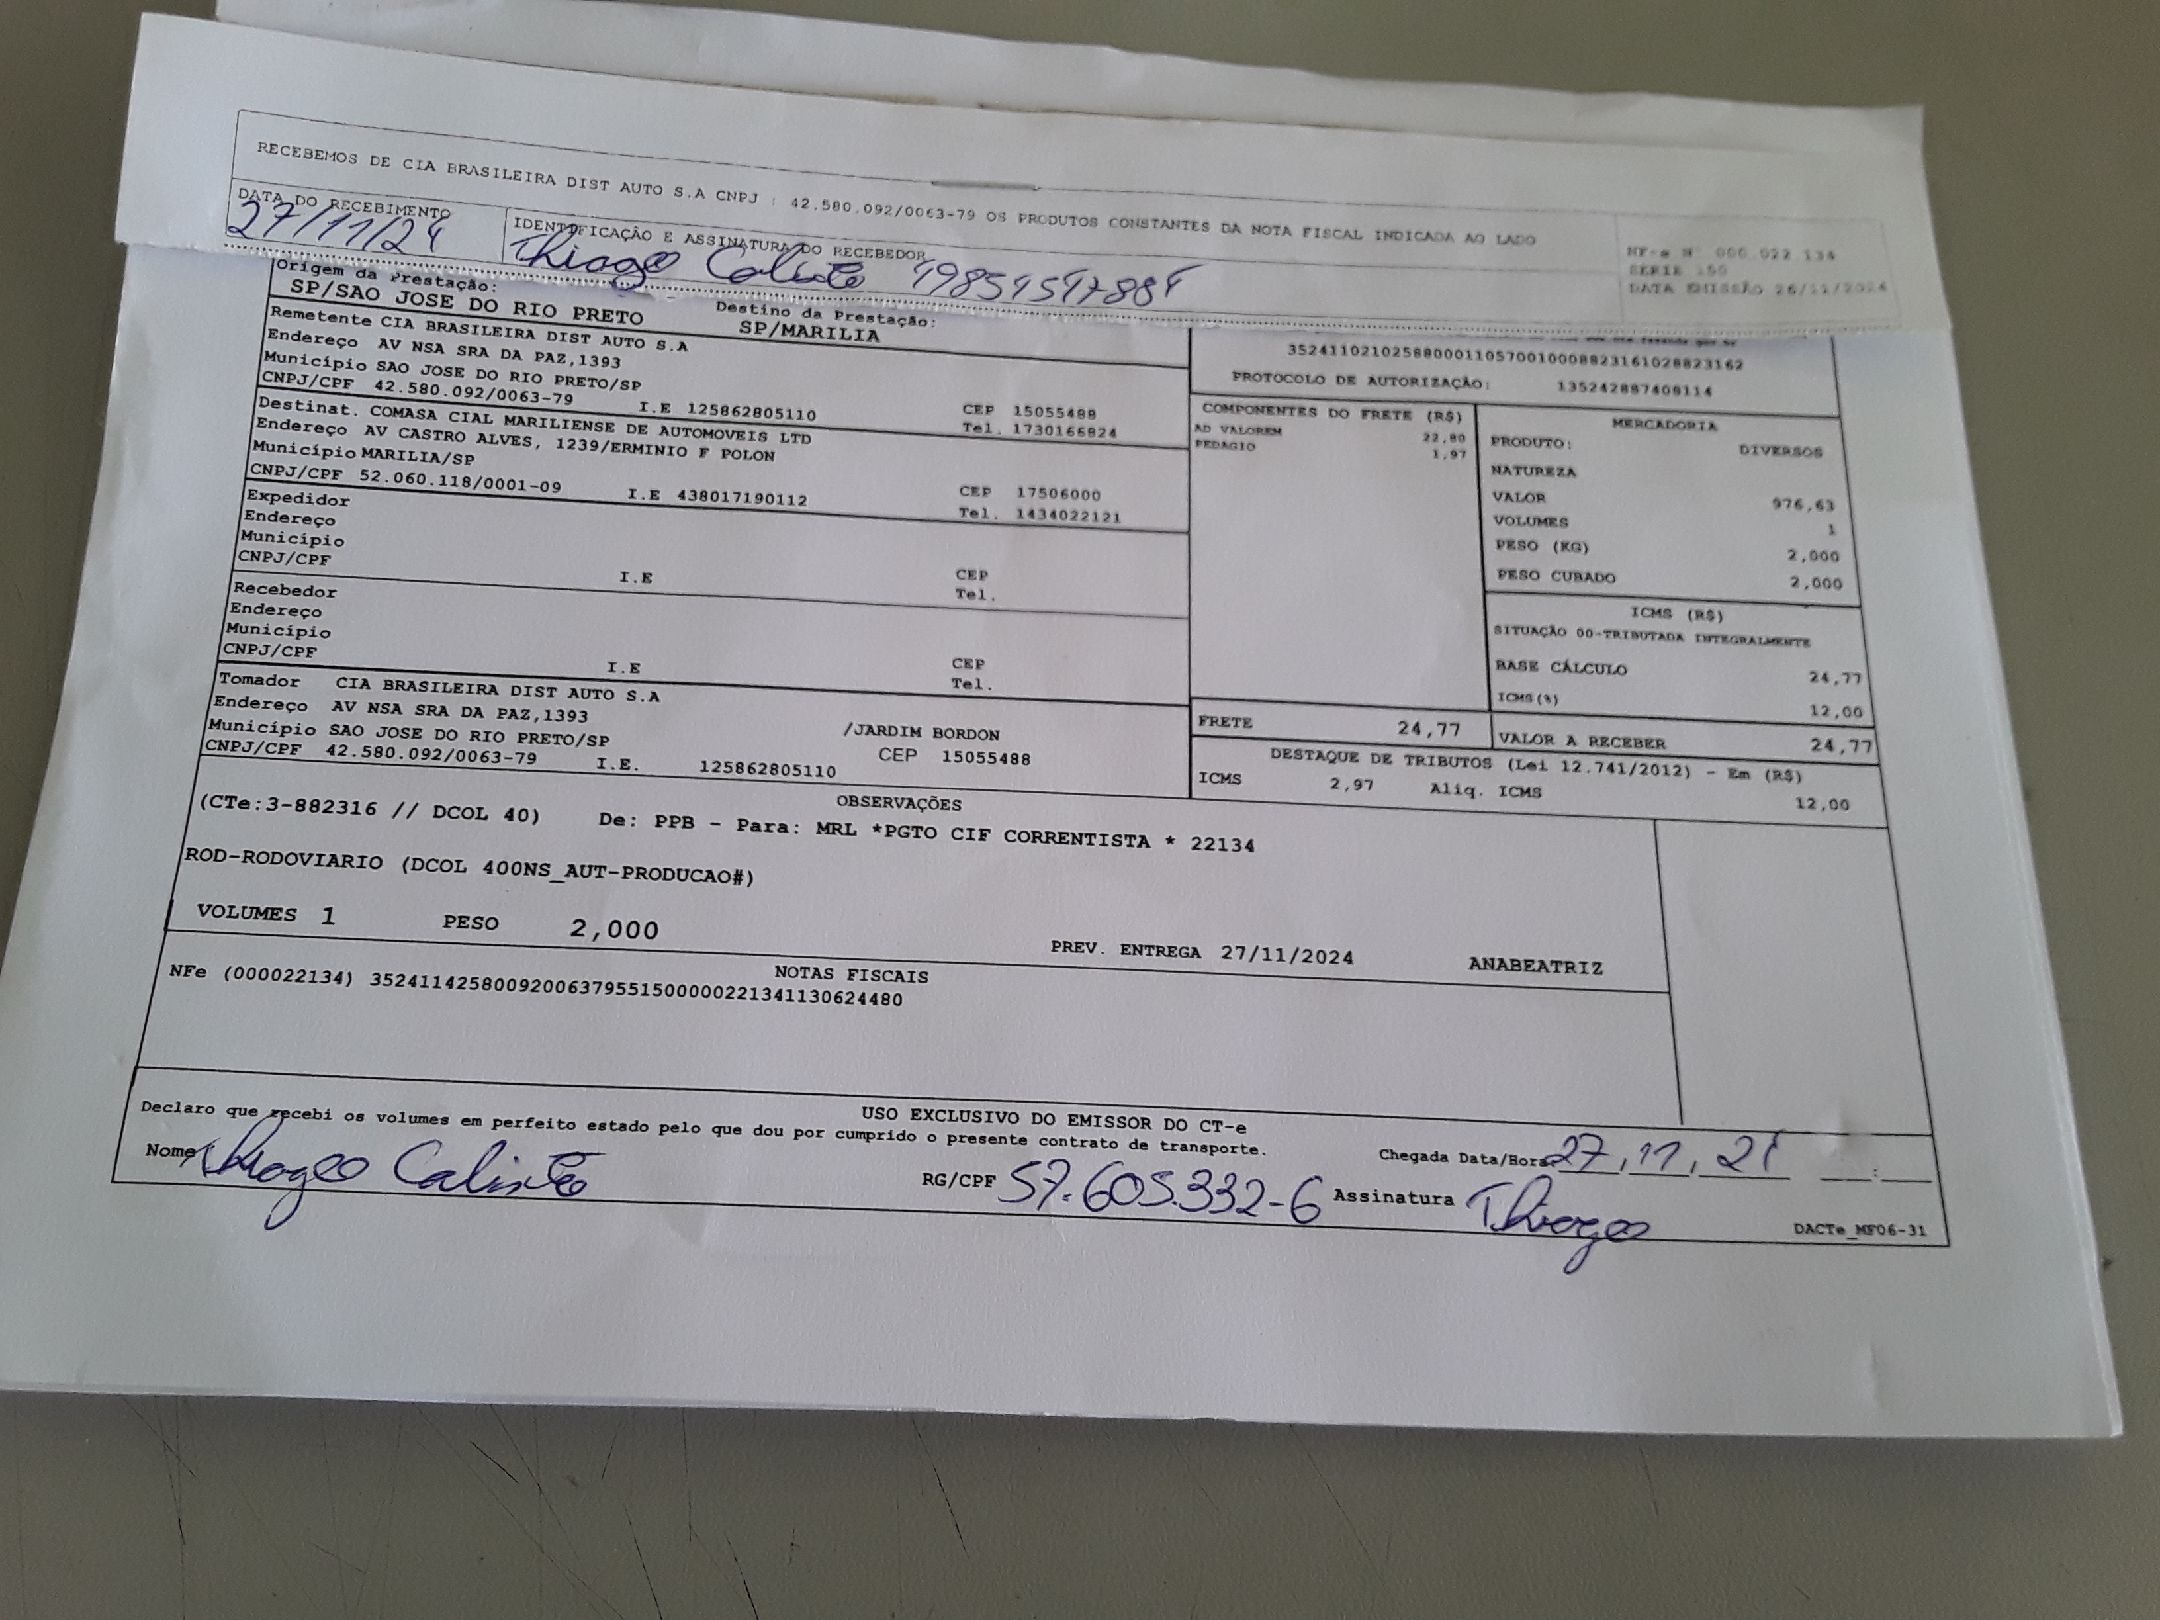 RECEBEMOS DE CIA BRASILEIRA DIST AUTO S.A CNPJ : 42.580.092/0063-79 OS PRODUTOS CONSTANTES DA NOTA FISCAL INDICADA AO LADO
NF-e Nº 000.022.134
SÉRIE 150
DATA EMISSÃO 26/11/2024
DATA DO RECEBIMENTO
27/11/24
IDENTIFICAÇÃO E ASSINATURA DO RECEBEDOR
Thiago Calisto
Origem da Prestação:
SP/SAO JOSE DO RIO PRETO
Destino da Prestação:
SP/MARILIA
Remetente CIA BRASILEIRA DIST AUTO S.A
Endereço AV NSA SRA DA PAZ,1393
Município SAO JOSE DO RIO PRETO/SP
CNPJ/CPF 42.580.092/0063-79 I.E 125862805110
CEP 15055488
Tel. 1730166824
Destinat. COMASA CIAL MARILIENSE DE AUTOMOVEIS LTD
Endereço AV CASTRO ALVES, 1239/ERMINIO F POLON
Município MARILIA/SP
CNPJ/CPF 52.060.118/0001-09 I.E 438017190112
CEP 17506000
Tel. 1434022121
Expedidor
Endereço
Município
CNPJ/CPF I.E
CEP
Tel.
Recebedor
Endereço
Município
CNPJ/CPF I.E
CEP
Tel.
Tomador CIA BRASILEIRA DIST AUTO S.A
Endereço AV NSA SRA DA PAZ,1393 /JARDIM BORDON
Município SAO JOSE DO RIO PRETO/SP CEP 15055488
CNPJ/CPF 42.580.092/0063-79 I.E. 125862805110
35241102102588000110570010008823161028823162
PROTOCOLO DE AUTORIZAÇÃO: 135242887408114
COMPONENTES DO FRETE (R$)
AD VALOREM 22,80
PEDAGIO 1,97
MERCADORIA
PRODUTO: DIVERSOS
NATUREZA
VALOR 976,63
VOLUMES 1
PESO (KG) 2,000
PESO CUBADO 2,000
ICMS (R$)
SITUAÇÃO 00-TRIBUTADA INTEGRALMENTE
BASE CÁLCULO 24,77
ICMS(%) 12,00
FRETE 24,77
VALOR A RECEBER 24,77
DESTAQUE DE TRIBUTOS (Lei 12.741/2012) - Em (R$)
ICMS 2,97 Aliq. ICMS 12,00
OBSERVAÇÕES
(CTe:3-882316 // DCOL 40) De: PPB - Para: MRL *PGTO CIF CORRENTISTA * 22134
ROD-RODOVIARIO (DCOL 400NS_AUT-PRODUCAO#)
VOLUMES 1 PESO 2,000 PREV. ENTREGA 27/11/2024 ANABEATRIZ
NOTAS FISCAIS
NFe (000022134) 35241142580092006379551500000221341130624480
USO EXCLUSIVO DO EMISSOR DO CT-e
Declaro que recebi os volumes em perfeito estado pelo que dou por cumprido o presente contrato de transporte.
Nome Thiago Calisto RG/CPF 57.605.332-6
Chegada Data/Hora 27,11,24 :
Assinatura Thiago
DACTe_MF06-31